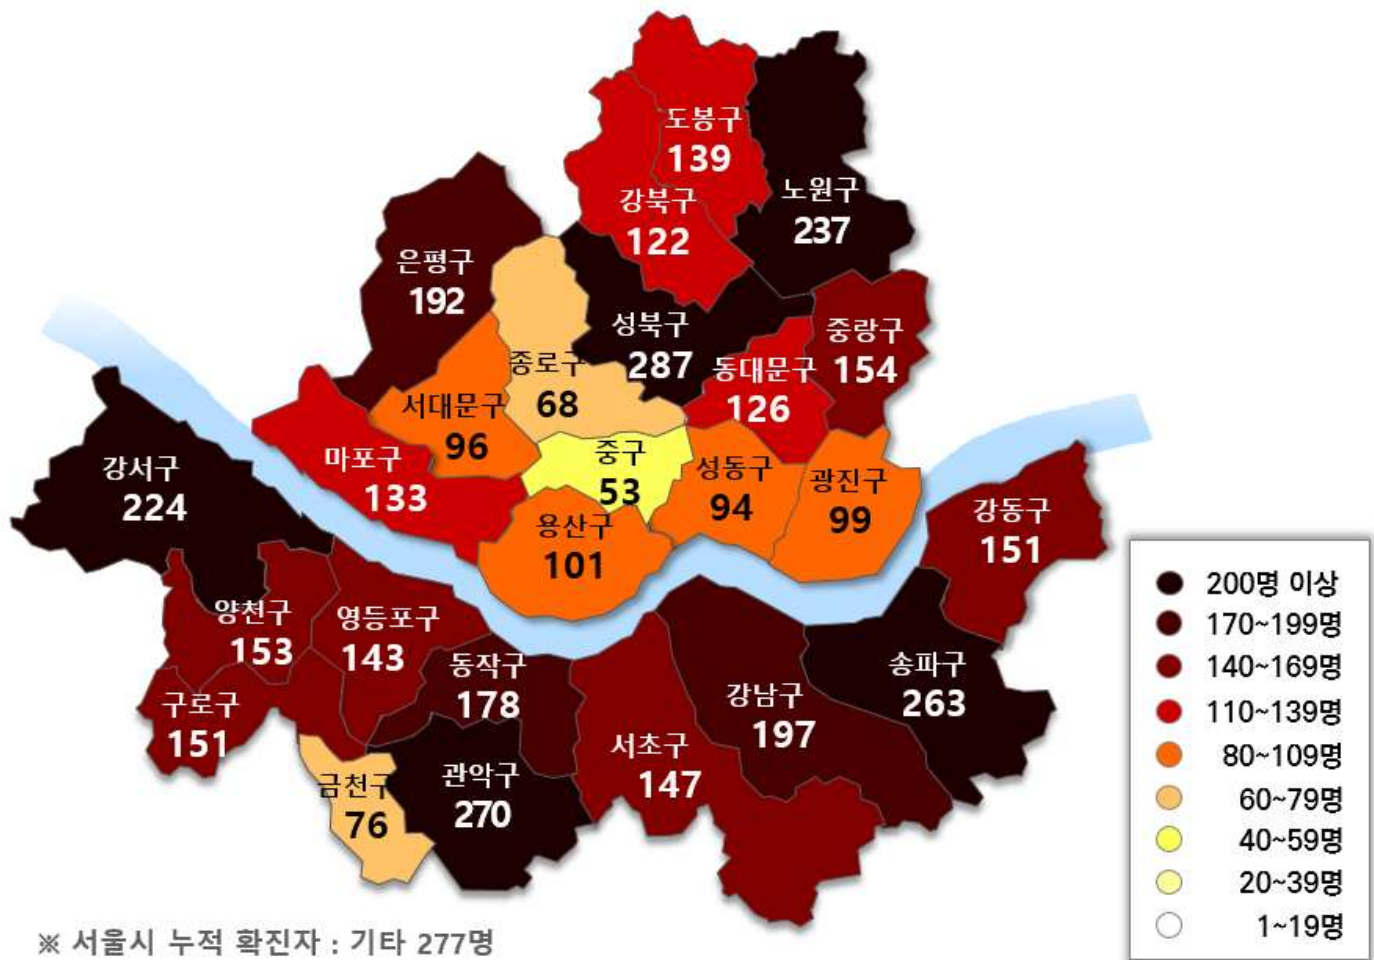 도봉구
139
노원구
237
강북구
122
은평구
192
성북구
287
중랑구
154
종로구
68
동대문구
126
서대문구
96
중구
53
마포구
133
성동구
94
광진구
99
강서구
224
용산구
101
강동구
151
양천구
153
영등포구
143
동작구
178
송파구
263
강남구
197
구로구
151
서초구
147
금천구
76
관악구
270
200명 이상
170~199명
140~169명
110~139명
80~109명
60~79명
40~59명
20~39명
1~19명
※ 서울시 누적 확진자 : 기타 277명